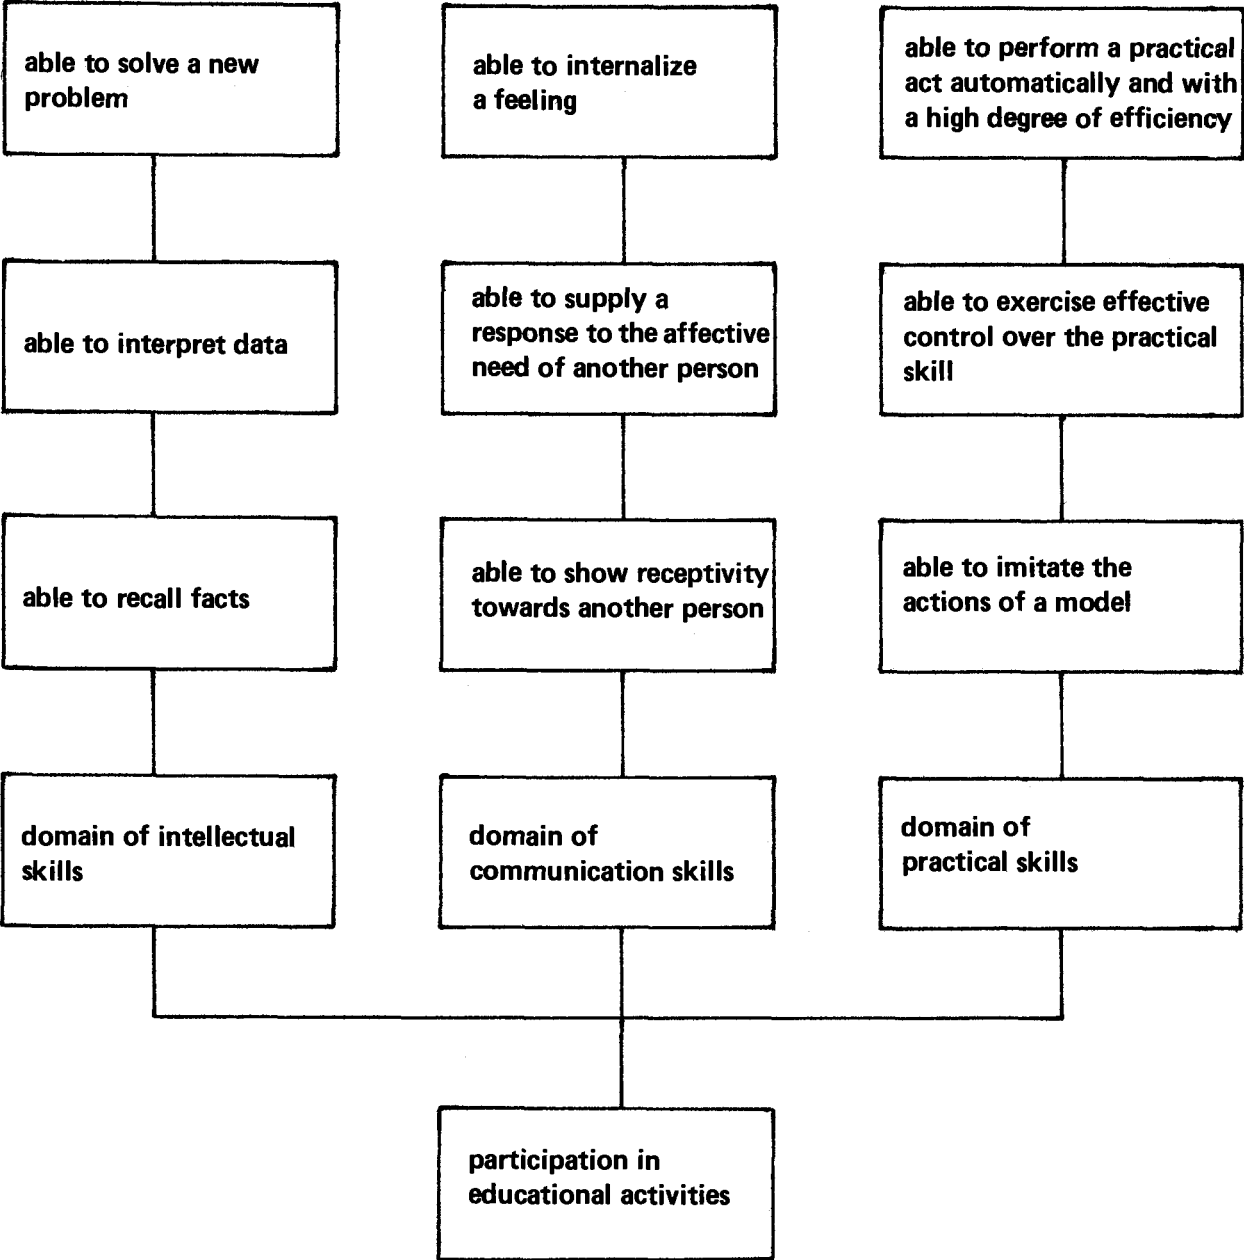 able to solve a new
problem
able to internalize
a feeling
able to perform a practical
act automatically and with
a high degree of efficiency
able to interpret data
able to supply a
response to the affective
need of another person
able to exercise effective
control over the practical
skill
able to recall facts
able to show receptivity
towards another person
able to imitate the
actions of a model
domain of intellectual
skills
domain of
communication skills
domain of
practical skills
participation in
educational activities